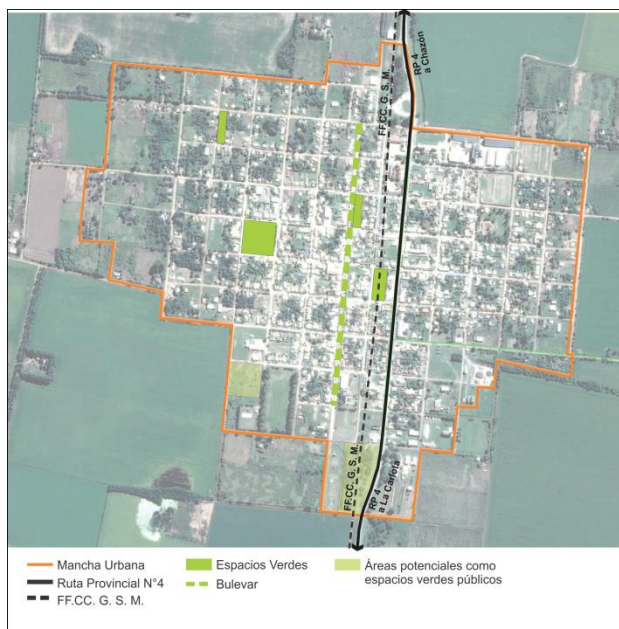 FF.CC. G. S. M.
RP 4
a Chazón
FF.CC. G. S. M.
RP 4
a La Carlota
Mancha Urbana
Ruta Provincial N°4
FF.CC. G. S. M.
Espacios Verdes
Bulevar
Áreas potenciales como
espacios verdes públicos